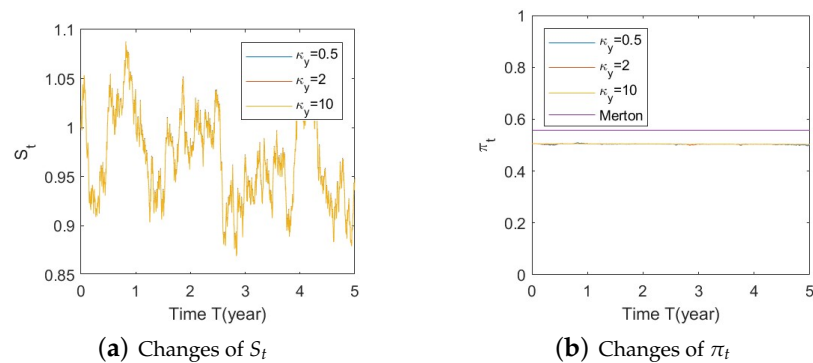 1.1
1.05
1
0.95
0.9
0.85
S_t
κ_y=0.5
κ_y=2
κ_y=10
0 1 2 3 4 5
Time T(year)
(a) Changes of S_t
1
0.8
0.6
0.4
0.2
0
π_t
κ_y=0.5
κ_y=2
κ_y=10
Merton
0 1 2 3 4 5
Time T(year)
(b) Changes of π_t